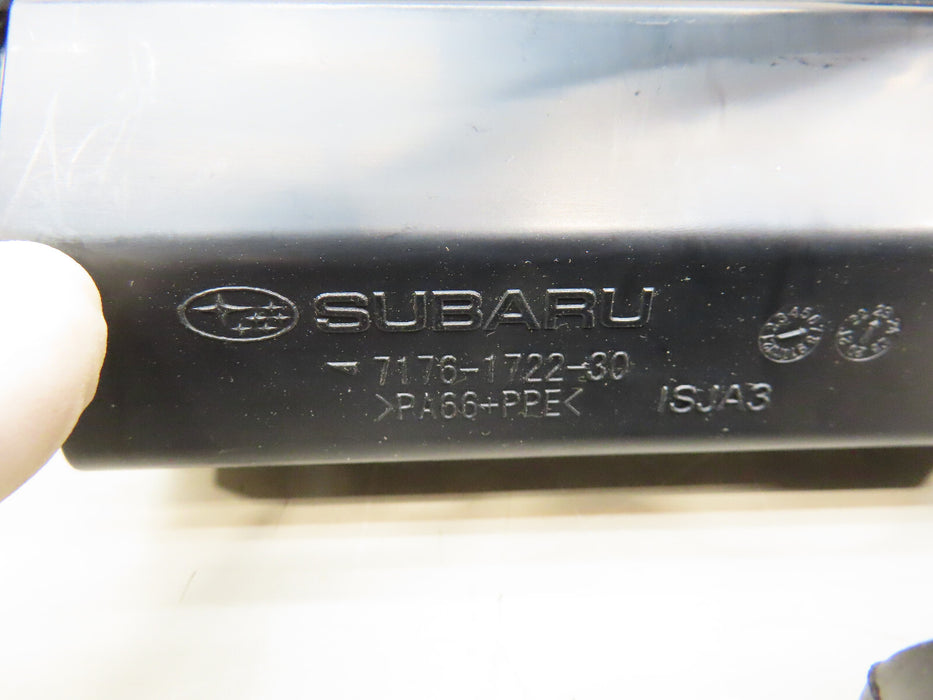 SUBARU
7176-1722-30
>PA66+PPE<
ISJA3